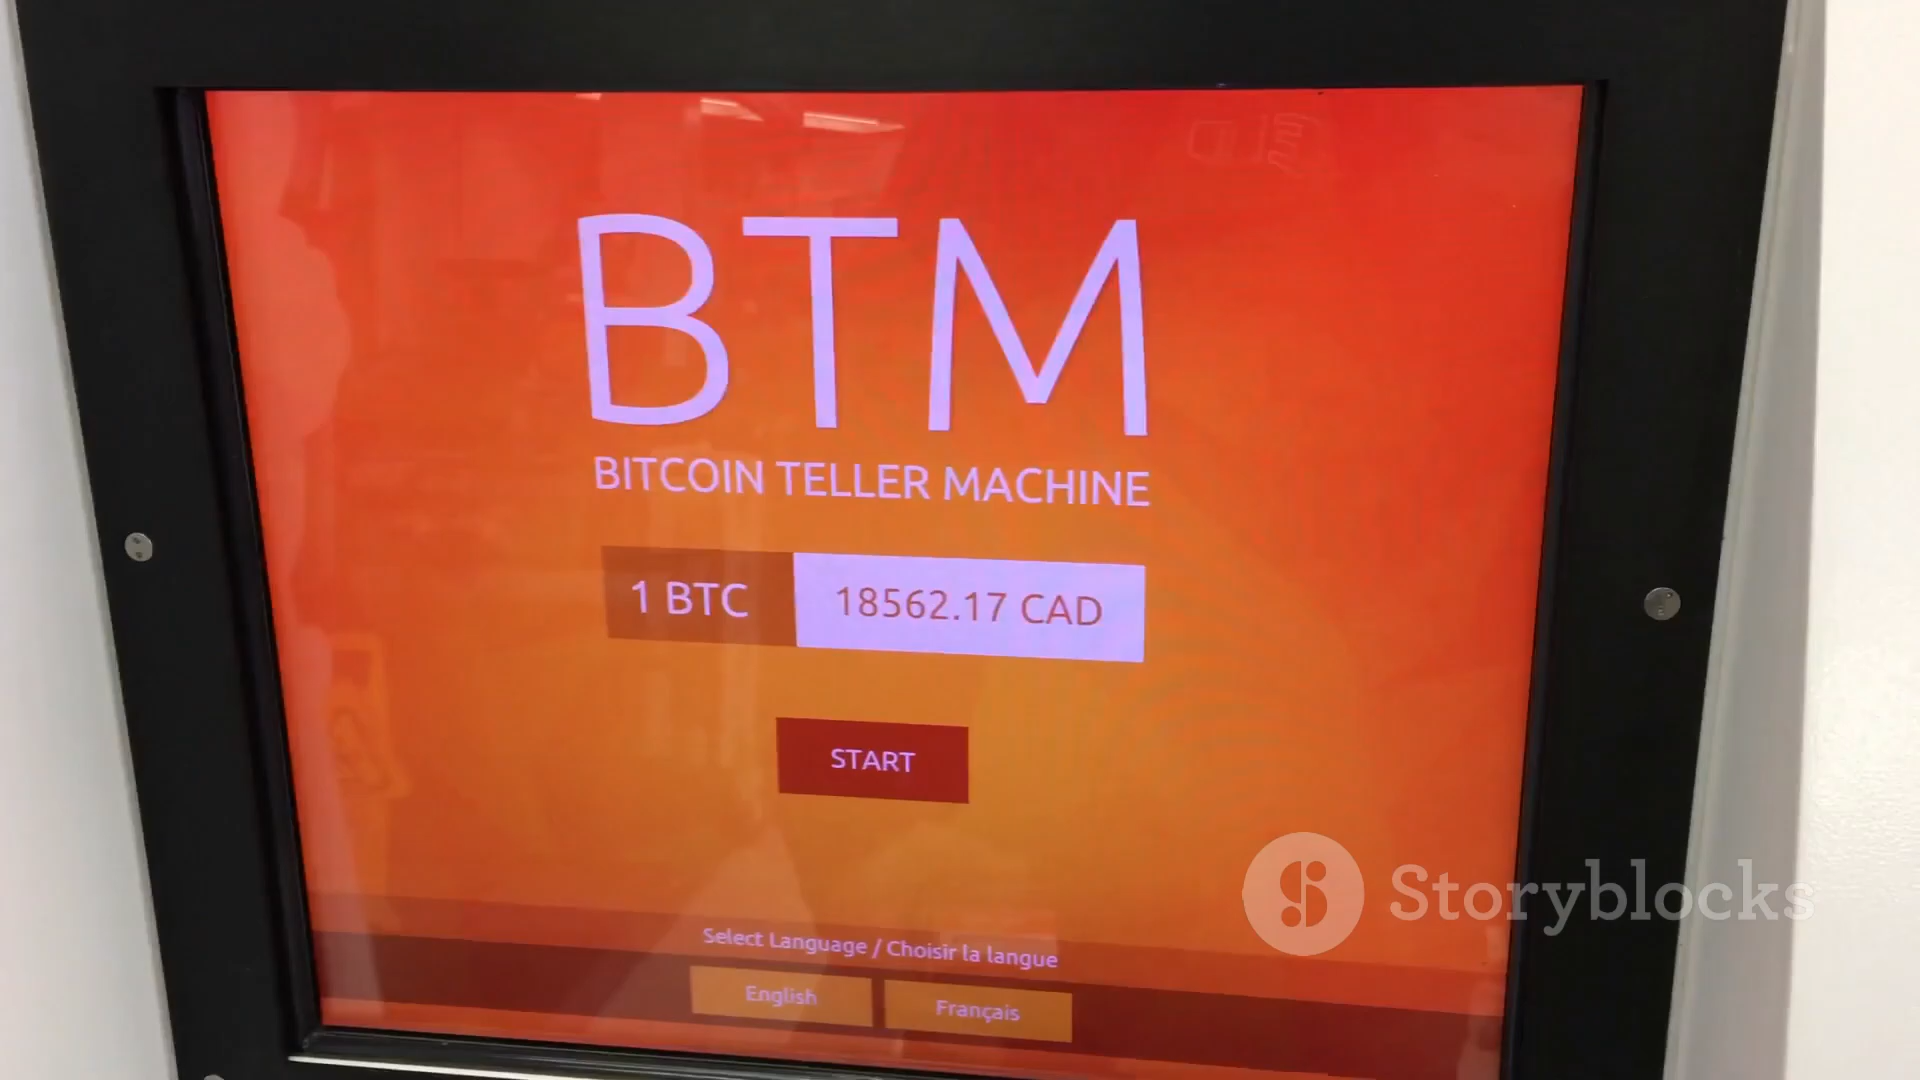 BTM
BITCOIN TELLER MACHINE
1 BTC 18562.17 CAD
START
Storyblocks
Select Language / Choisir la langue
English Français